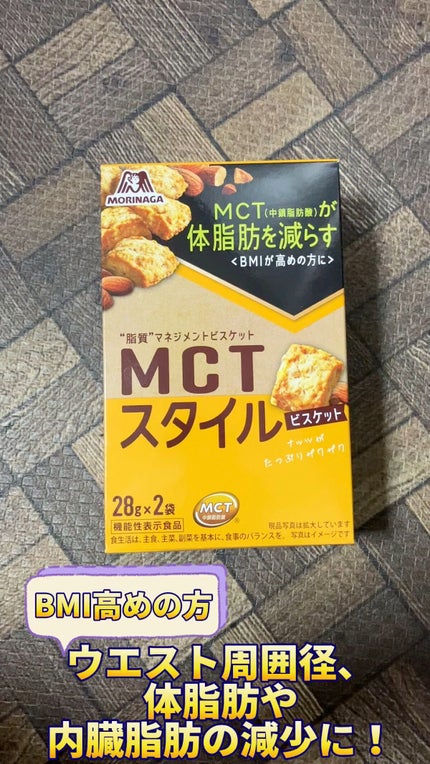 MORINAGA
MCT(中鎖脂肪酸)が
体脂肪を減らす
<BMIが高めの方に>
“脂質”マネジメントビスケット
MCT
スタイル
ビスケット
ナッツが
たっぷりザクザク
28g×2袋
機能性表示食品
MCT
中鎖脂肪酸
現品写真は拡大しています
食生活は、主食、主菜、副菜を基本に、食事のバランスを。 写真はイメージです
BMI高めの方
ウエスト周囲径、
体脂肪や
内臓脂肪の減少に！